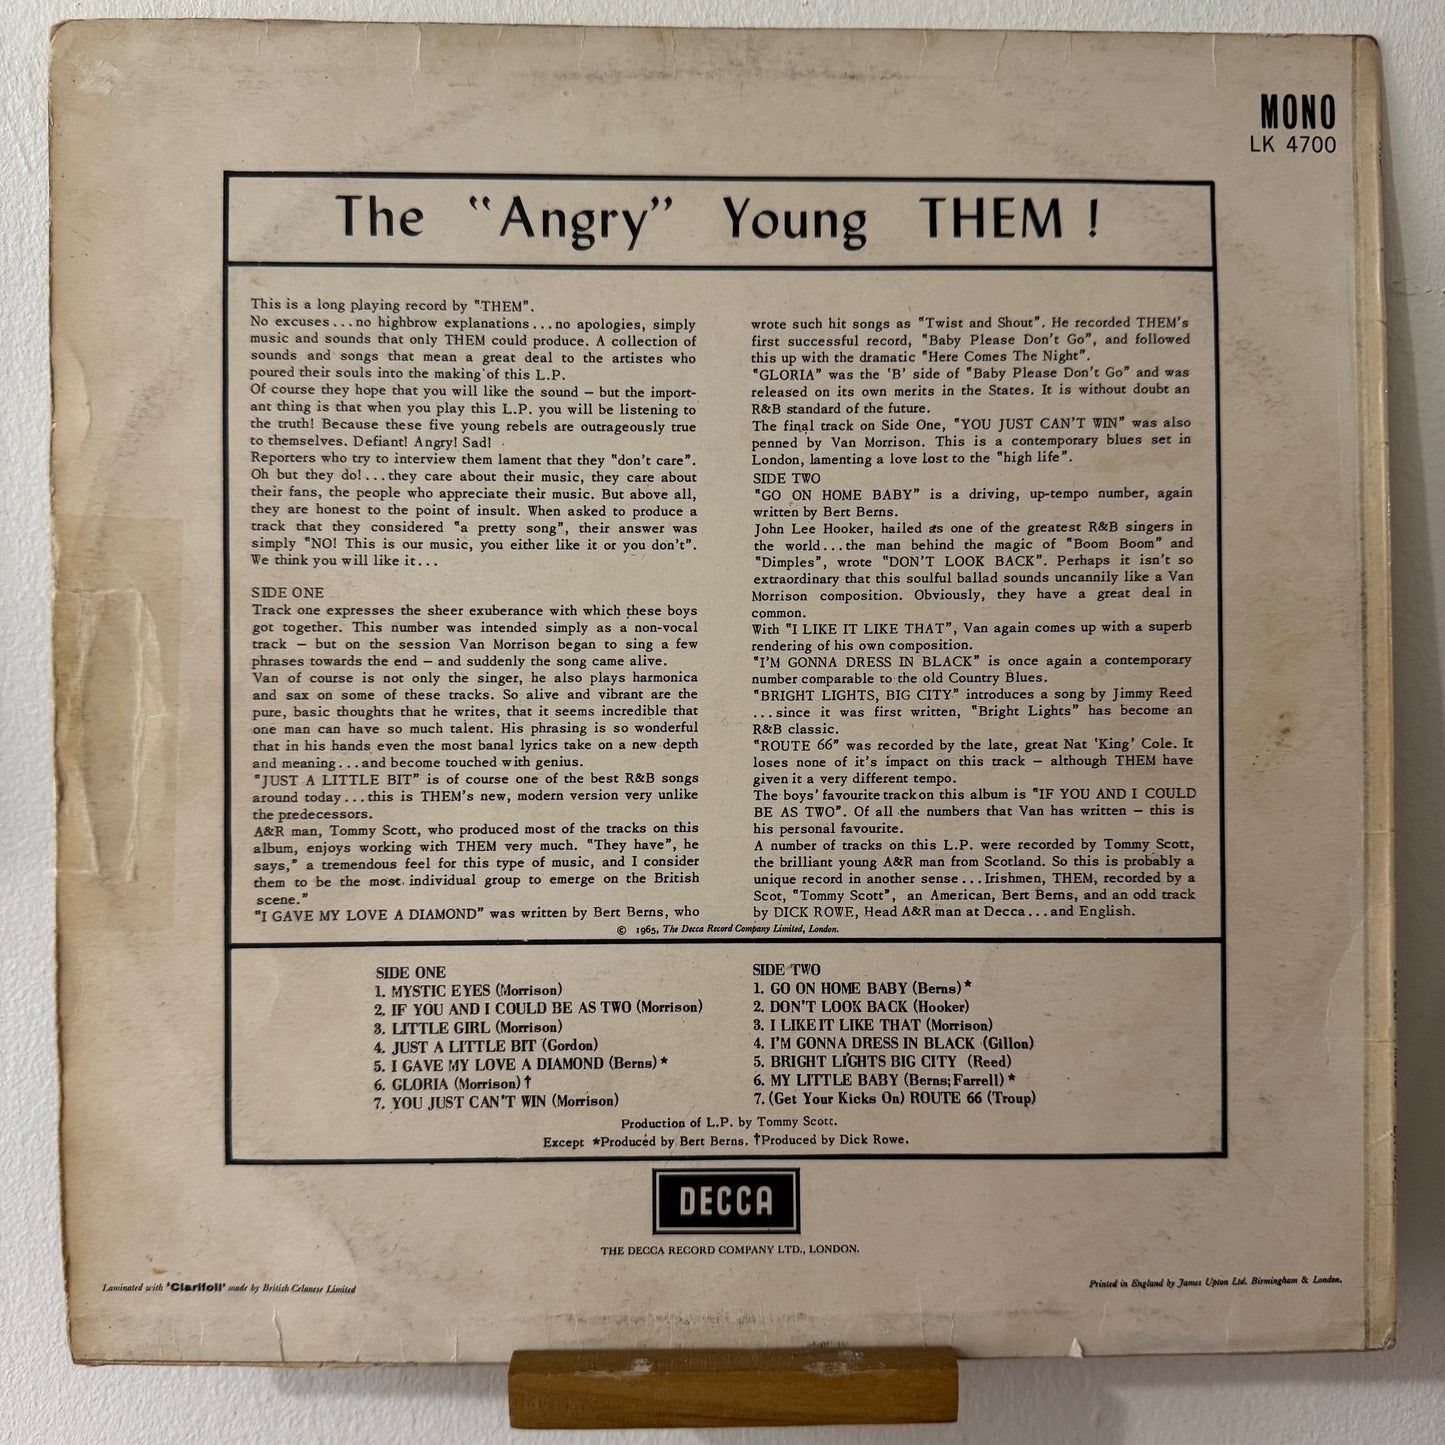 MONO
LK 4700
The "Angry" Young THEM !
This is a long playing record by "THEM".
No excuses...no highbrow explanations...no apologies, simply
music and sounds that only THEM could produce. A collection of
sounds and songs that mean a great deal to the artistes who
poured their souls into the making of this L.P.
Of course they hope that you will like the sound – but the import-
ant thing is that when you play this L.P. you will be listening to
the truth! Because these five young rebels are outrageously true
to themselves. Defiant! Angry! Sad!
Reporters who try to interview them lament that they "don't care".
Oh but they do!...they care about their music, they care about
their fans, the people who appreciate their music. But above all,
they are honest to the point of insult. When asked to produce a
track that they considered "a pretty song", their answer was
simply "NO! This is our music, you either like it or you don't".
We think you will like it...
SIDE ONE
Track one expresses the sheer exuberance with which these boys
got together. This number was intended simply as a non-vocal
track – but on the session Van Morrison began to sing a few
phrases towards the end – and suddenly the song came alive.
Van of course is not only the singer, he also plays harmonica
and sax on some of these tracks. So alive and vibrant are the
pure, basic thoughts that he writes, that it seems incredible that
one man can have so much talent. His phrasing is so wonderful
that in his hands even the most banal lyrics take on a new depth
and meaning...and become touched with genius.
"JUST A LITTLE BIT" is of course one of the best R&B songs
around today...this is THEM's new, modern version very unlike
the predecessors.
A&R man, Tommy Scott, who produced most of the tracks on this
album, enjoys working with THEM very much. "They have", he
says," a tremendous feel for this type of music, and I consider
them to be the most individual group to emerge on the British
scene."
"I GAVE MY LOVE A DIAMOND" was written by Bert Berns, who
wrote such hit songs as "Twist and Shout". He recorded THEM's
first successful record, "Baby Please Don't Go", and followed
this up with the dramatic "Here Comes The Night".
"GLORIA" was the 'B' side of "Baby Please Don't Go" and was
released on its own merits in the States. It is without doubt an
R&B standard of the future.
The final track on Side One, "YOU JUST CAN'T WIN" was also
penned by Van Morrison. This is a contemporary blues set in
London, lamenting a love lost to the "high life".
SIDE TWO
"GO ON HOME BABY" is a driving, up-tempo number, again
written by Bert Berns.
John Lee Hooker, hailed as one of the greatest R&B singers in
the world...the man behind the magic of "Boom Boom" and
"Dimples", wrote "DON'T LOOK BACK". Perhaps it isn't so
extraordinary that this soulful ballad sounds uncannily like a Van
Morrison composition. Obviously, they have a great deal in
common.
With "I LIKE IT LIKE THAT", Van again comes up with a superb
rendering of his own composition.
"I'M GONNA DRESS IN BLACK" is once again a contemporary
number comparable to the old Country Blues.
"BRIGHT LIGHTS, BIG CITY" introduces a song by Jimmy Reed
...since it was first written, "Bright Lights" has become an
R&B classic.
"ROUTE 66" was recorded by the late, great Nat 'King' Cole. It
loses none of it's impact on this track – although THEM have
given it a very different tempo.
The boys' favourite track on this album is "IF YOU AND I COULD
BE AS TWO". Of all the numbers that Van has written – this is
his personal favourite.
A number of tracks on this L.P. were recorded by Tommy Scott,
the brilliant young A&R man from Scotland. So this is probably a
unique record in another sense...Irishmen, THEM, recorded by a
Scot, "Tommy Scott", an American, Bert Berns, and an odd track
by DICK ROWE, Head A&R man at Decca...and English.
© 1965, The Decca Record Company Limited, London.
SIDE ONE
1. MYSTIC EYES (Morrison)
2. IF YOU AND I COULD BE AS TWO (Morrison)
3. LITTLE GIRL (Morrison)
4. JUST A LITTLE BIT (Gordon)
5. I GAVE MY LOVE A DIAMOND (Berns) *
6. GLORIA (Morrison) †
7. YOU JUST CAN'T WIN (Morrison)
SIDE TWO
1. GO ON HOME BABY (Berns) *
2. DON'T LOOK BACK (Hooker)
3. I LIKE IT LIKE THAT (Morrison)
4. I'M GONNA DRESS IN BLACK (Gillon)
5. BRIGHT LIGHTS BIG CITY (Reed)
6. MY LITTLE BABY (Berns; Farrell) *
7. (Get Your Kicks On) ROUTE 66 (Troup)
Production of L.P. by Tommy Scott.
Except *Produced by Bert Berns. †Produced by Dick Rowe.
DECCA
THE DECCA RECORD COMPANY LTD., LONDON.
Laminated with 'Clarifoil' made by British Celanese Limited
Printed in England by James Upton Ltd. Birmingham & London.